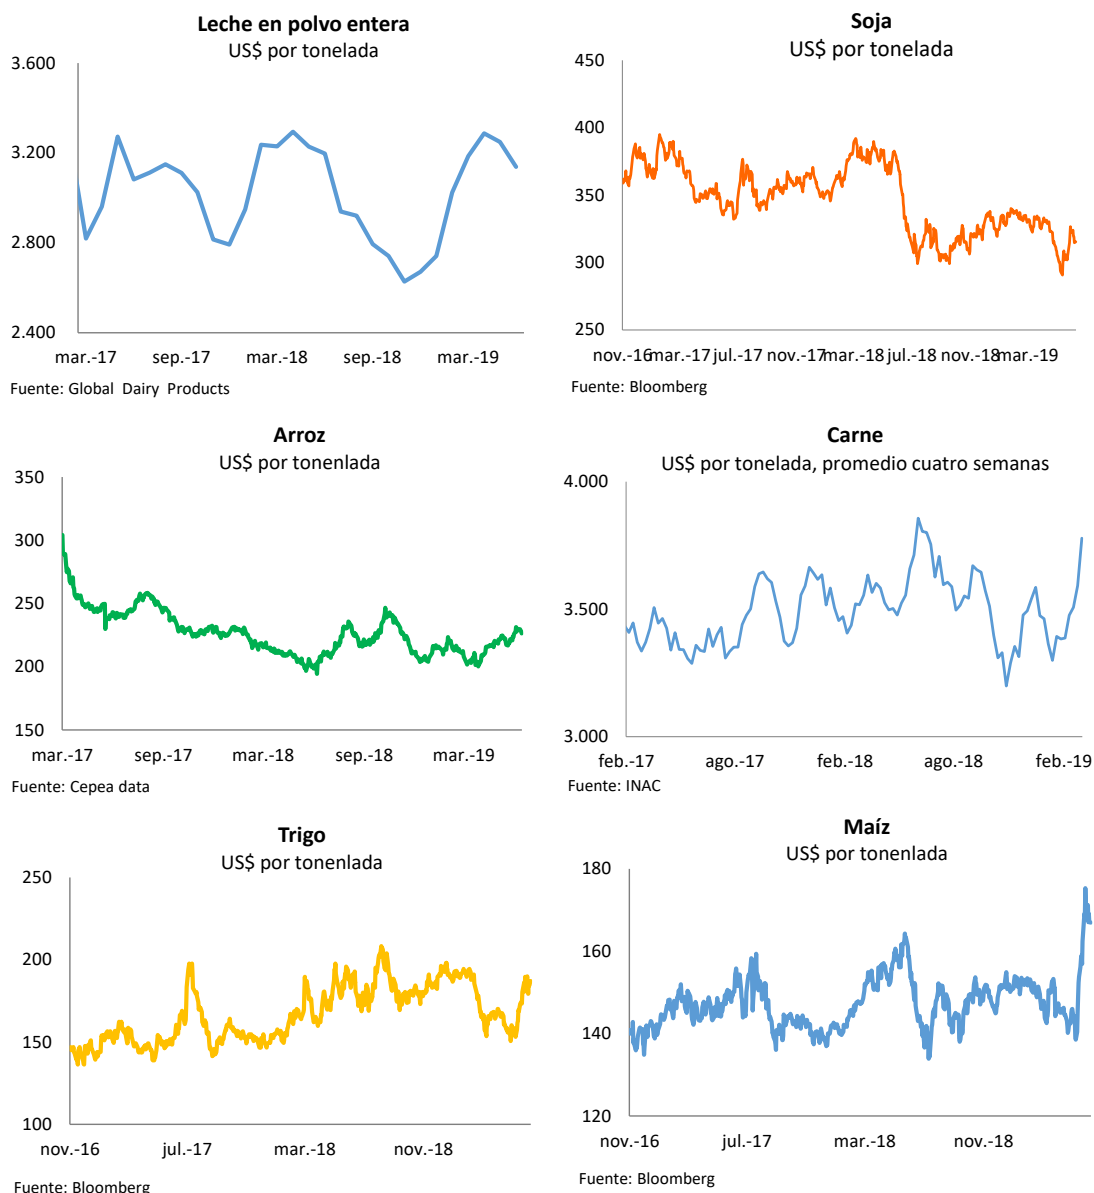 Leche en polvo entera
US$ por tonelada
3.600
3.200
2.800
2.400
mar.-17 sep.-17 mar.-18 sep.-18 mar.-19
Fuente: Global Dairy Products
Soja
US$ por tonelada
450
400
350
300
250
nov.-16 mar.-17 jul.-17 nov.-17 mar.-18 jul.-18 nov.-18 mar.-19
Fuente: Bloomberg
Arroz
US$ por tonenlada
350
300
250
200
150
mar.-17 sep.-17 mar.-18 sep.-18 mar.-19
Fuente: Cepea data
Carne
US$ por tonelada, promedio cuatro semanas
4.000
3.500
3.000
feb.-17 ago.-17 feb.-18 ago.-18 feb.-19
Fuente: INAC
Trigo
US$ por tonenlada
250
200
150
100
nov.-16 jul.-17 mar.-18 nov.-18
Fuente: Bloomberg
Maíz
US$ por tonenlada
180
160
140
120
nov.-16 jul.-17 mar.-18 nov.-18
Fuente: Bloomberg